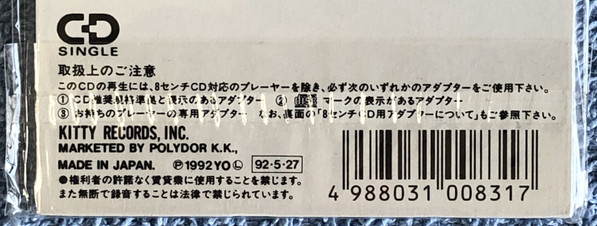 CD
SINGLE
取扱上のご注意
このCDの再生には、8センチCD対応のプレーヤーを除き、必ず次のいずれかのアダプターをご使用下さい。
① CD推奨規格準拠と表示のあるアダプター ② マークの表示があるアダプター
③ お持ちのプレーヤーの専用アダプター なお、裏面の「8センチCD用アダプターについて」もご参照下さい。
KITTY RECORDS, INC.
MARKETED BY POLYDOR K.K.,
MADE IN JAPAN. Ⓟ1992 YOⓁ 92・5・27
●権利者の許諾なく賃貸業に使用することを禁じます。
また無断で録音することは法律で禁じられています。
4 988031 008317